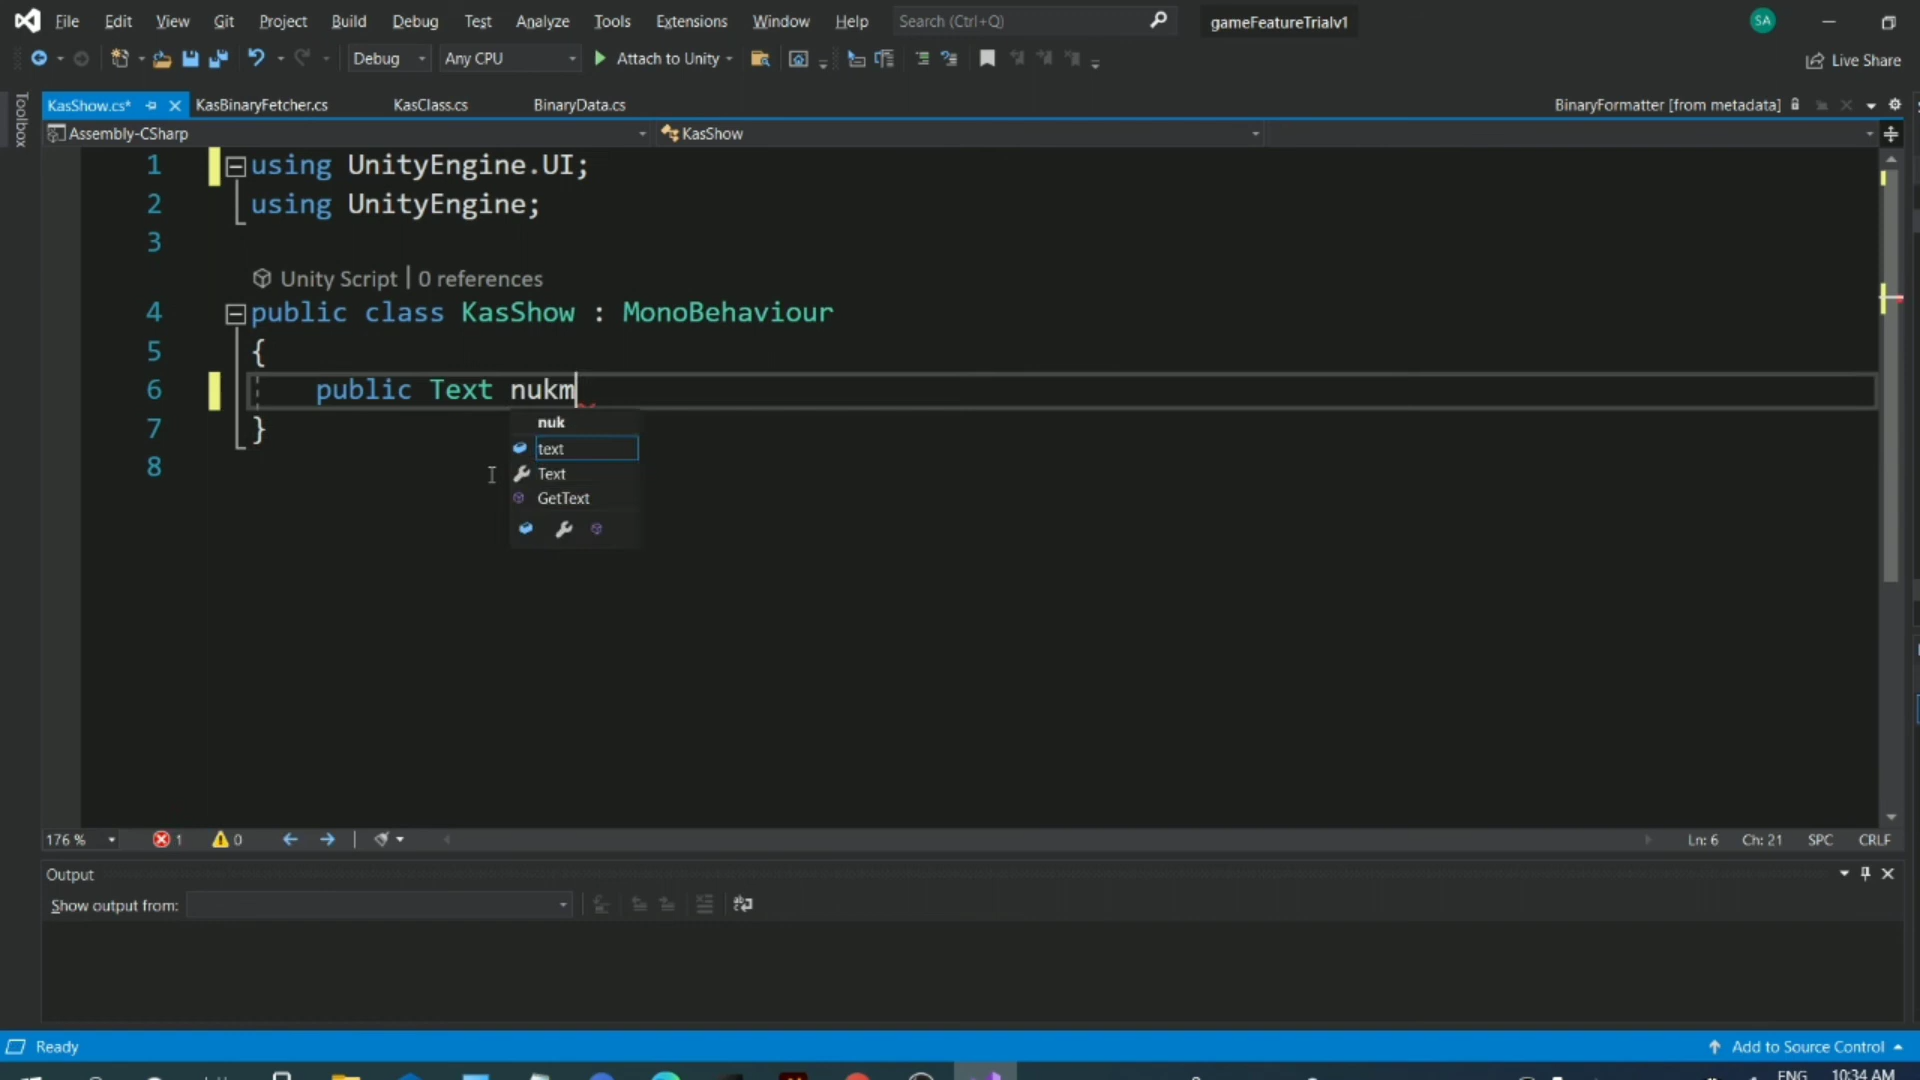 File Edit View Git Project Build Debug Test Analyze Tools Extensions Window Help Search (Ctrl+Q) gameFeatureTrialv1 SA
Debug Any CPU Attach to Unity Live Share
Toolbox
KasShow.cs* KasBinaryFetcher.cs KasClass.cs BinaryData.cs BinaryFormatter [from metadata]
Assembly-CSharp KasShow
1 using UnityEngine.UI;
2 using UnityEngine;
3
Unity Script | 0 references
4 public class KasShow : MonoBehaviour
5 {
6 public Text nukm
nuk
7 }
text
8
Text
GetText
176 % 1 0 Ln: 6 Ch: 21 SPC CRLF
Output
Show output from:
Ready Add to Source Control
ENG 10:34 AM